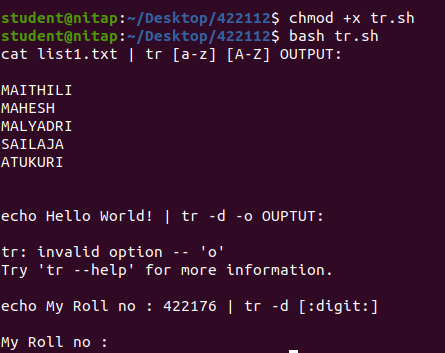 student@nitap:~/Desktop/422112$ chmod +x tr.sh
student@nitap:~/Desktop/422112$ bash tr.sh
cat list1.txt | tr [a-z] [A-Z] OUTPUT:
MAITHILI
MAHESH
MALYADRI
SAILAJA
ATUKURI
echo Hello World! | tr -d -o OUPTUT:
tr: invalid option -- 'o'
Try 'tr --help' for more information.
echo My Roll no : 422176 | tr -d [:digit:]
My Roll no :